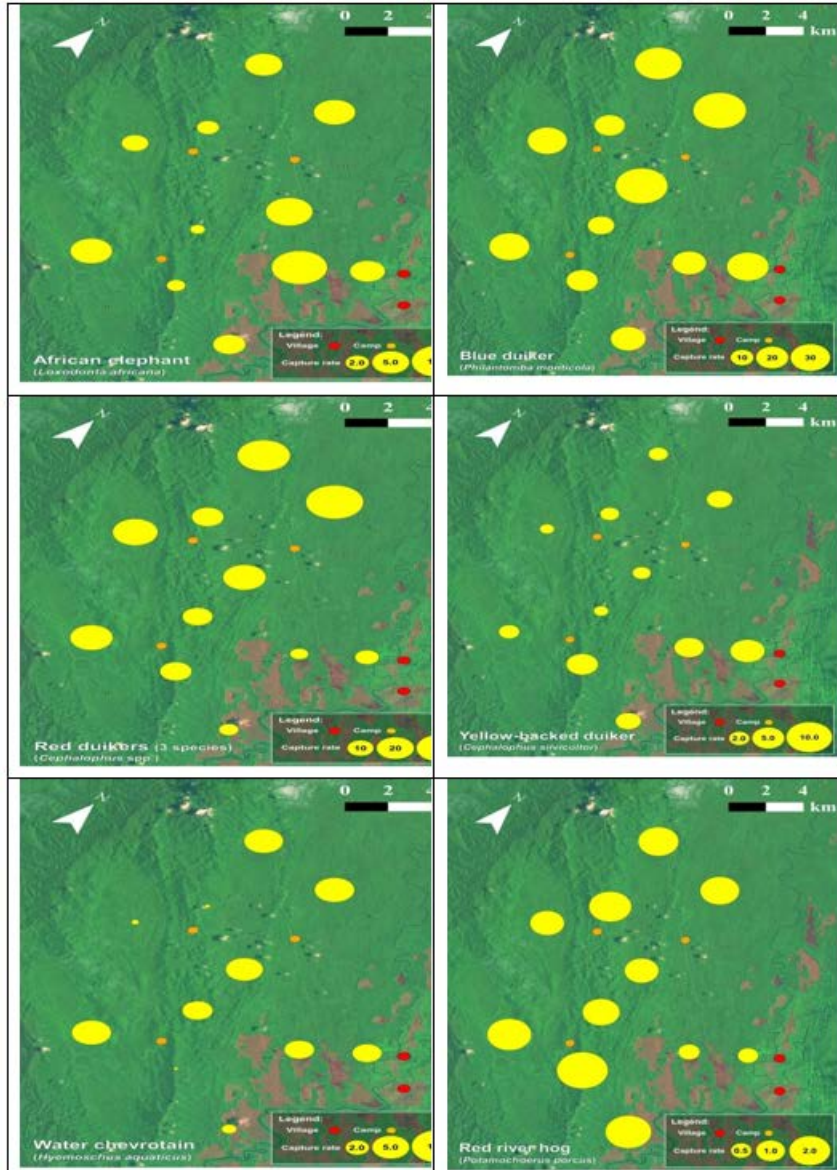 N
0 2 4
km
African elephant
(Loxodonta africana)
Legend:
Village Camp
Capture rate 2.0 5.0 1
N
0 2 4
km
Blue duiker
(Philantomba monticola)
Legend:
Village Camp
Capture rate 10 20 30
N
0 2 4
km
Red duikers (3 species)
(Cephalophus spp.)
Legend:
Village Camp
Capture rate 10 20
N
0 2 4
km
Yellow-backed duiker
(Cephalophus silvicultor)
Legend:
Village Camp
Capture rate 2.0 5.0 10.0
N
0 2 4
km
Water chevrotain
(Hyemoschus aquaticus)
Legend:
Village Camp
Capture rate 2.0 5.0 1
N
0 2 4
km
Red river hog
(Potamochoerus porcus)
Legend:
Village Camp
Capture rate 0.5 1.0 2.0